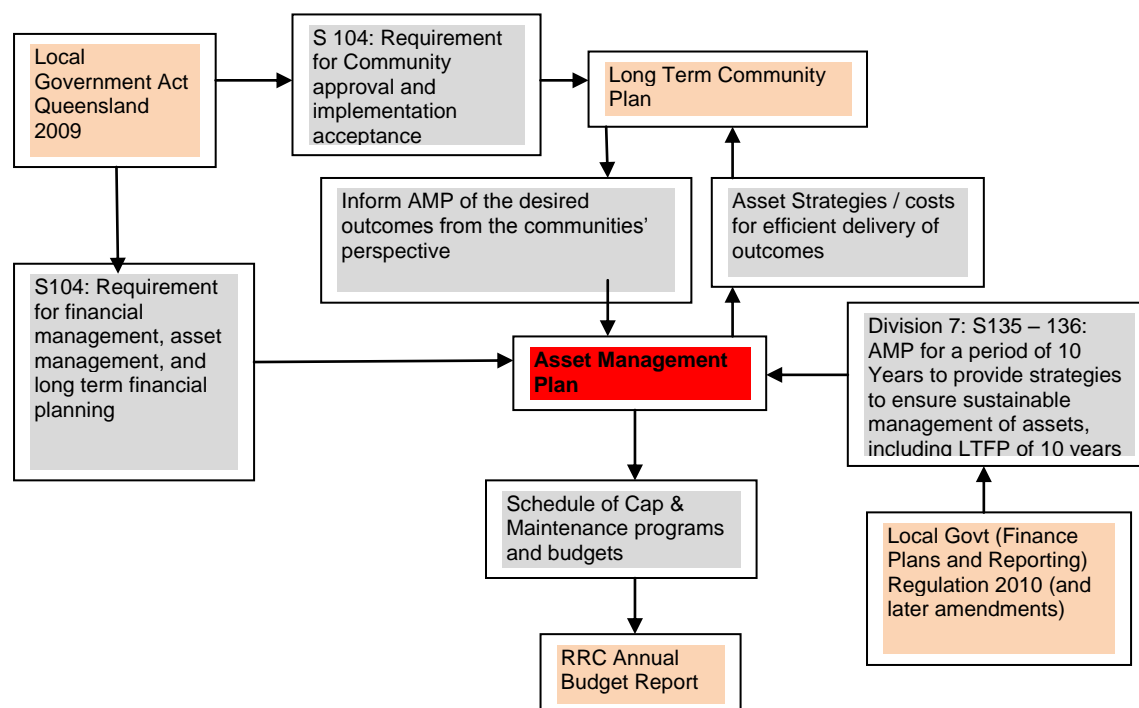 Local
Government Act
Queensland
2009
S 104: Requirement
for Community
approval and
implementation
acceptance
Long Term Community
Plan
Inform AMP of the desired
outcomes from the communities’
perspective
Asset Strategies / costs
for efficient delivery of
outcomes
S104: Requirement
for financial
management, asset
management, and
long term financial
planning
Asset Management
Plan
Division 7: S135 – 136:
AMP for a period of 10
Years to provide strategies
to ensure sustainable
management of assets,
including LTFP of 10 years
Schedule of Cap &
Maintenance programs
and budgets
Local Govt (Finance
Plans and Reporting)
Regulation 2010 (and
later amendments)
RRC Annual
Budget Report